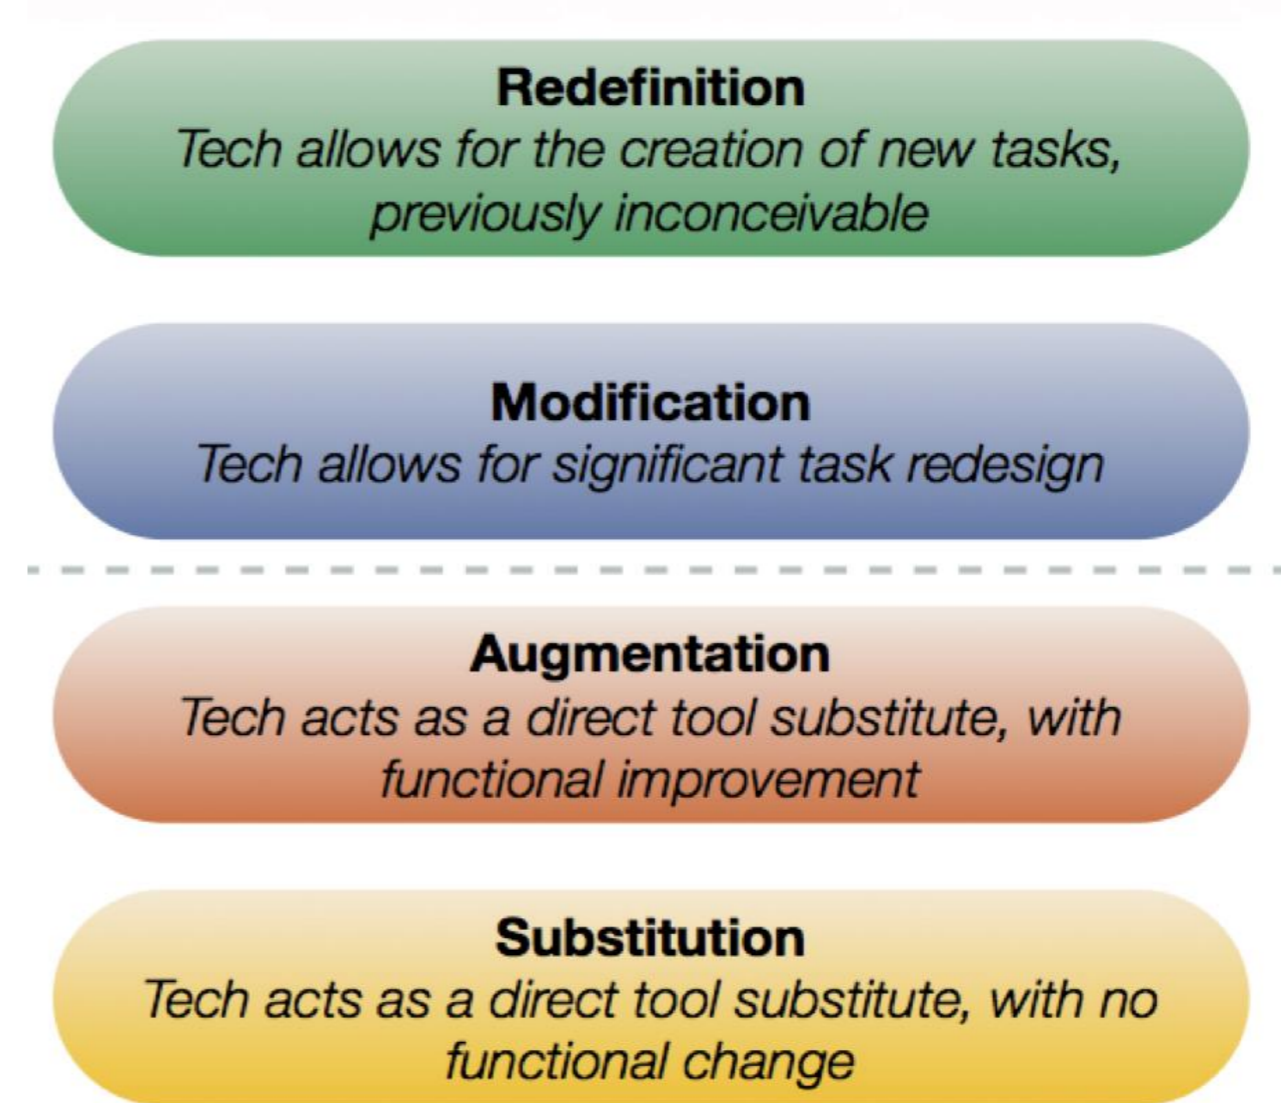 Redefinition
Tech allows for the creation of new tasks,
previously inconceivable
Modification
Tech allows for significant task redesign
Augmentation
Tech acts as a direct tool substitute, with
functional improvement
Substitution
Tech acts as a direct tool substitute, with no
functional change